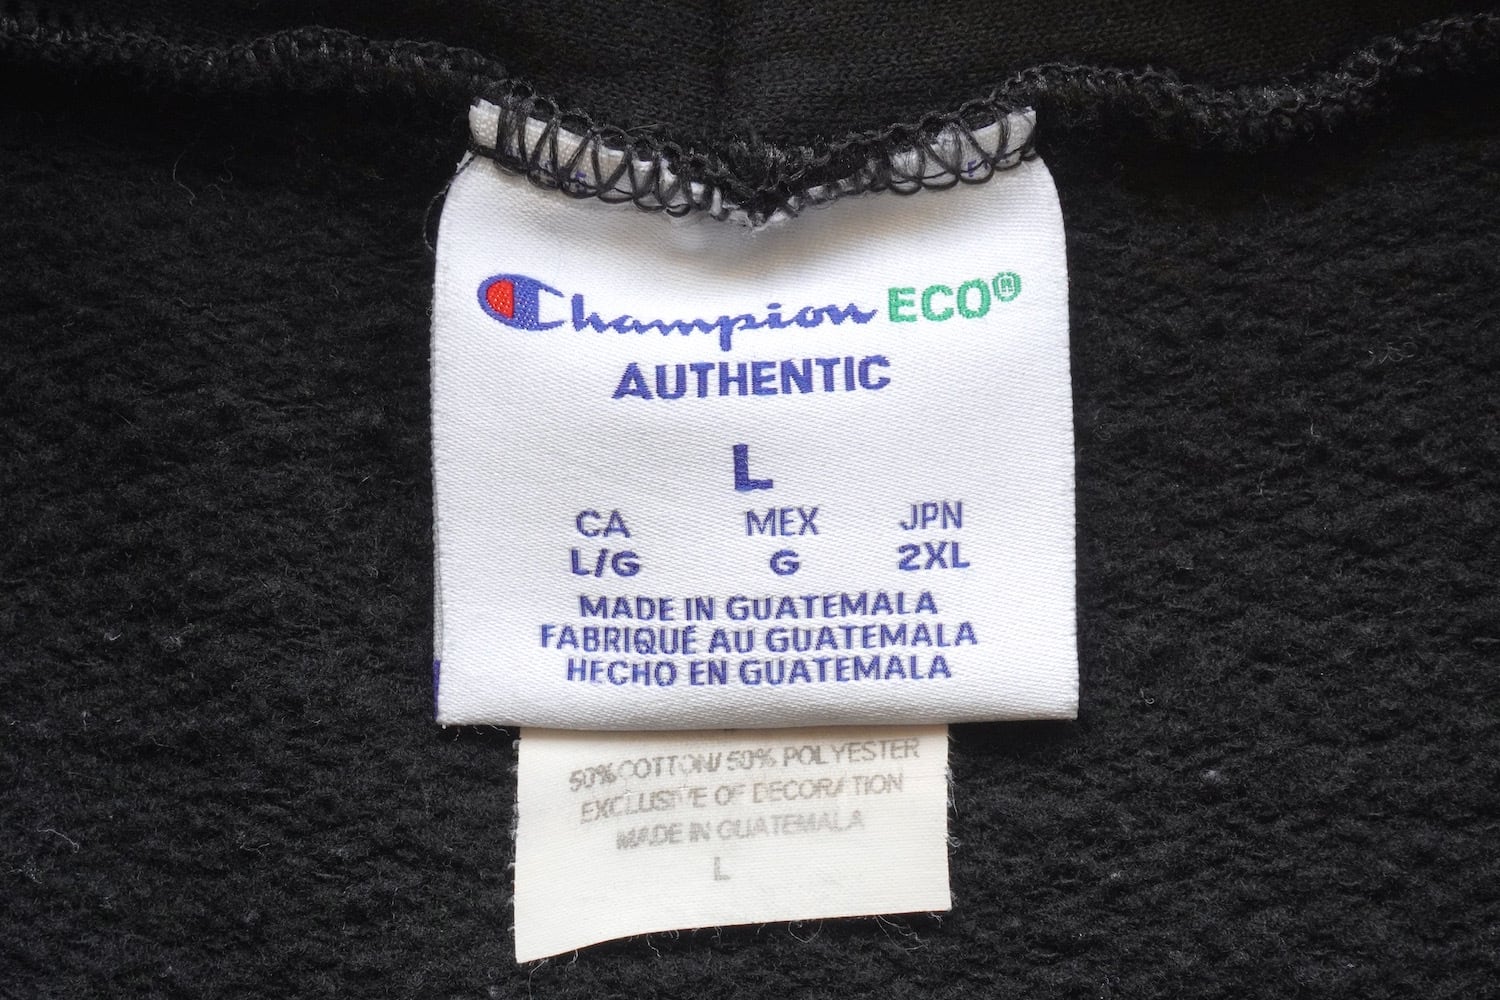 Champion ECO®
AUTHENTIC
L
CA MEX JPN
L/G G 2XL
MADE IN GUATEMALA
FABRIQUÉ AU GUATEMALA
HECHO EN GUATEMALA
50% COTTON/ 50% POLYESTER
EXCLUSIVE OF DECORATION
MADE IN GUATEMALA
L